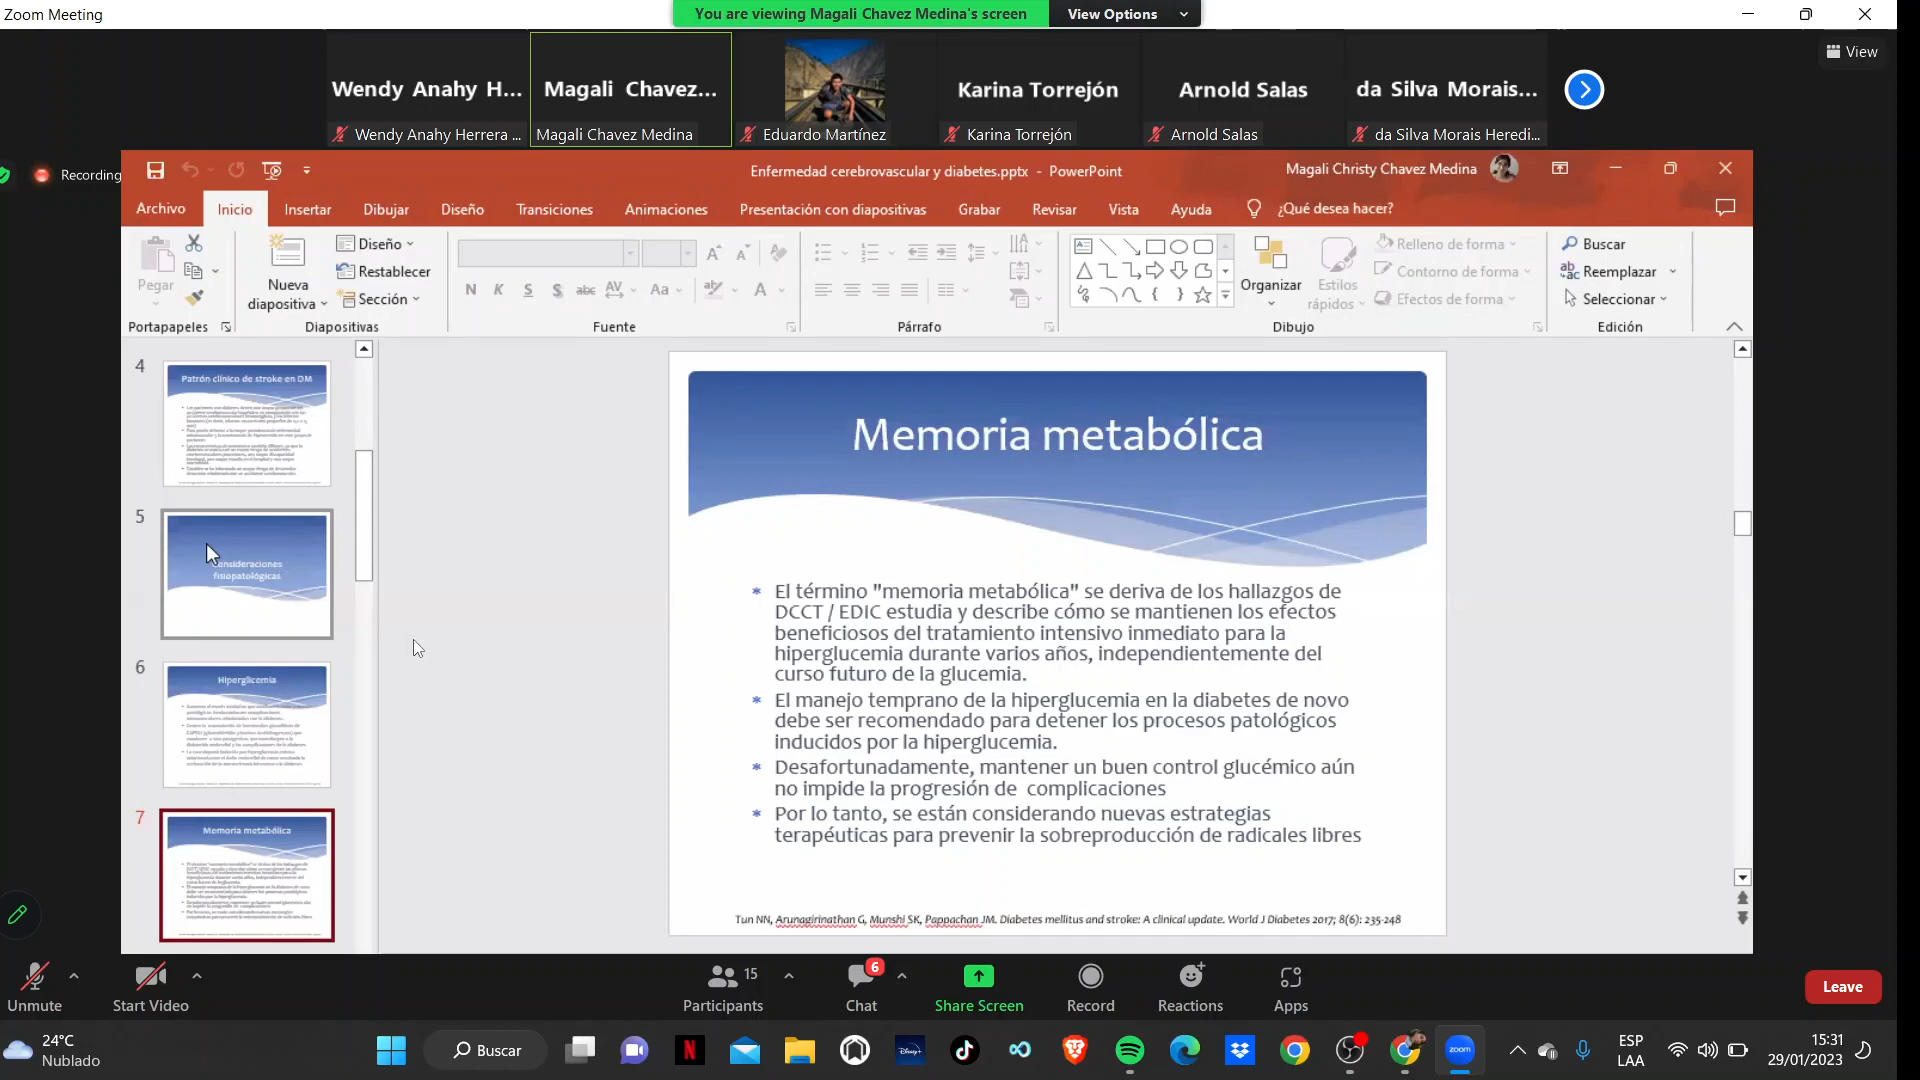 Zoom Meeting
You are viewing Magali Chavez Medina's screen
View Options
View
Wendy Anahy H...
Magali Chavez...
Karina Torrejón
Arnold Salas
da Silva Morais...
Wendy Anahy Herrera ...
Magali Chavez Medina
Eduardo Martínez
Karina Torrejón
Arnold Salas
da Silva Morais Heredi...
Recording
Enfermedad cerebrovascular y diabetes.pptx - PowerPoint
Magali Christy Chavez Medina
Archivo Inicio Insertar Dibujar Diseño Transiciones Animaciones Presentación con diapositivas Grabar Revisar Vista Ayuda ¿Qué desea hacer?
Pegar
Nueva diapositiva
Diseño
Restablecer
Sección
N K S S abc AV Aa A
Organizar
Estilos rápidos
Relleno de forma
Contorno de forma
Efectos de forma
Buscar
Reemplazar
Seleccionar
Portapapeles Diapositivas Fuente Párrafo Dibujo Edición
4
Patrón clínico de stroke en DM
5
fisiopatológicas
6
Hiperglicemia
7
Memoria metabólica
Memoria metabólica
* El término "memoria metabólica" se deriva de los hallazgos de
DCCT / EDIC estudia y describe cómo se mantienen los efectos
beneficiosos del tratamiento intensivo inmediato para la
hiperglucemia durante varios años, independientemente del
curso futuro de la glucemia.
* El manejo temprano de la hiperglucemia en la diabetes de novo
debe ser recomendado para detener los procesos patológicos
inducidos por la hiperglucemia.
* Desafortunadamente, mantener un buen control glucémico aún
no impide la progresión de complicaciones
* Por lo tanto, se están considerando nuevas estrategias
terapéuticas para prevenir la sobreproducción de radicales libres
Tun NN, Arunagirinathan G, Munshi SK, Pappachan JM. Diabetes mellitus and stroke: A clinical update. World J Diabetes 2017; 8(6): 235-248
Unmute
Start Video
15
Participants
6
Chat
Share Screen
Record
Reactions
Apps
Leave
24°C
Nublado
Buscar
Disney+
zoom
ESP
LAA
15:31
29/01/2023